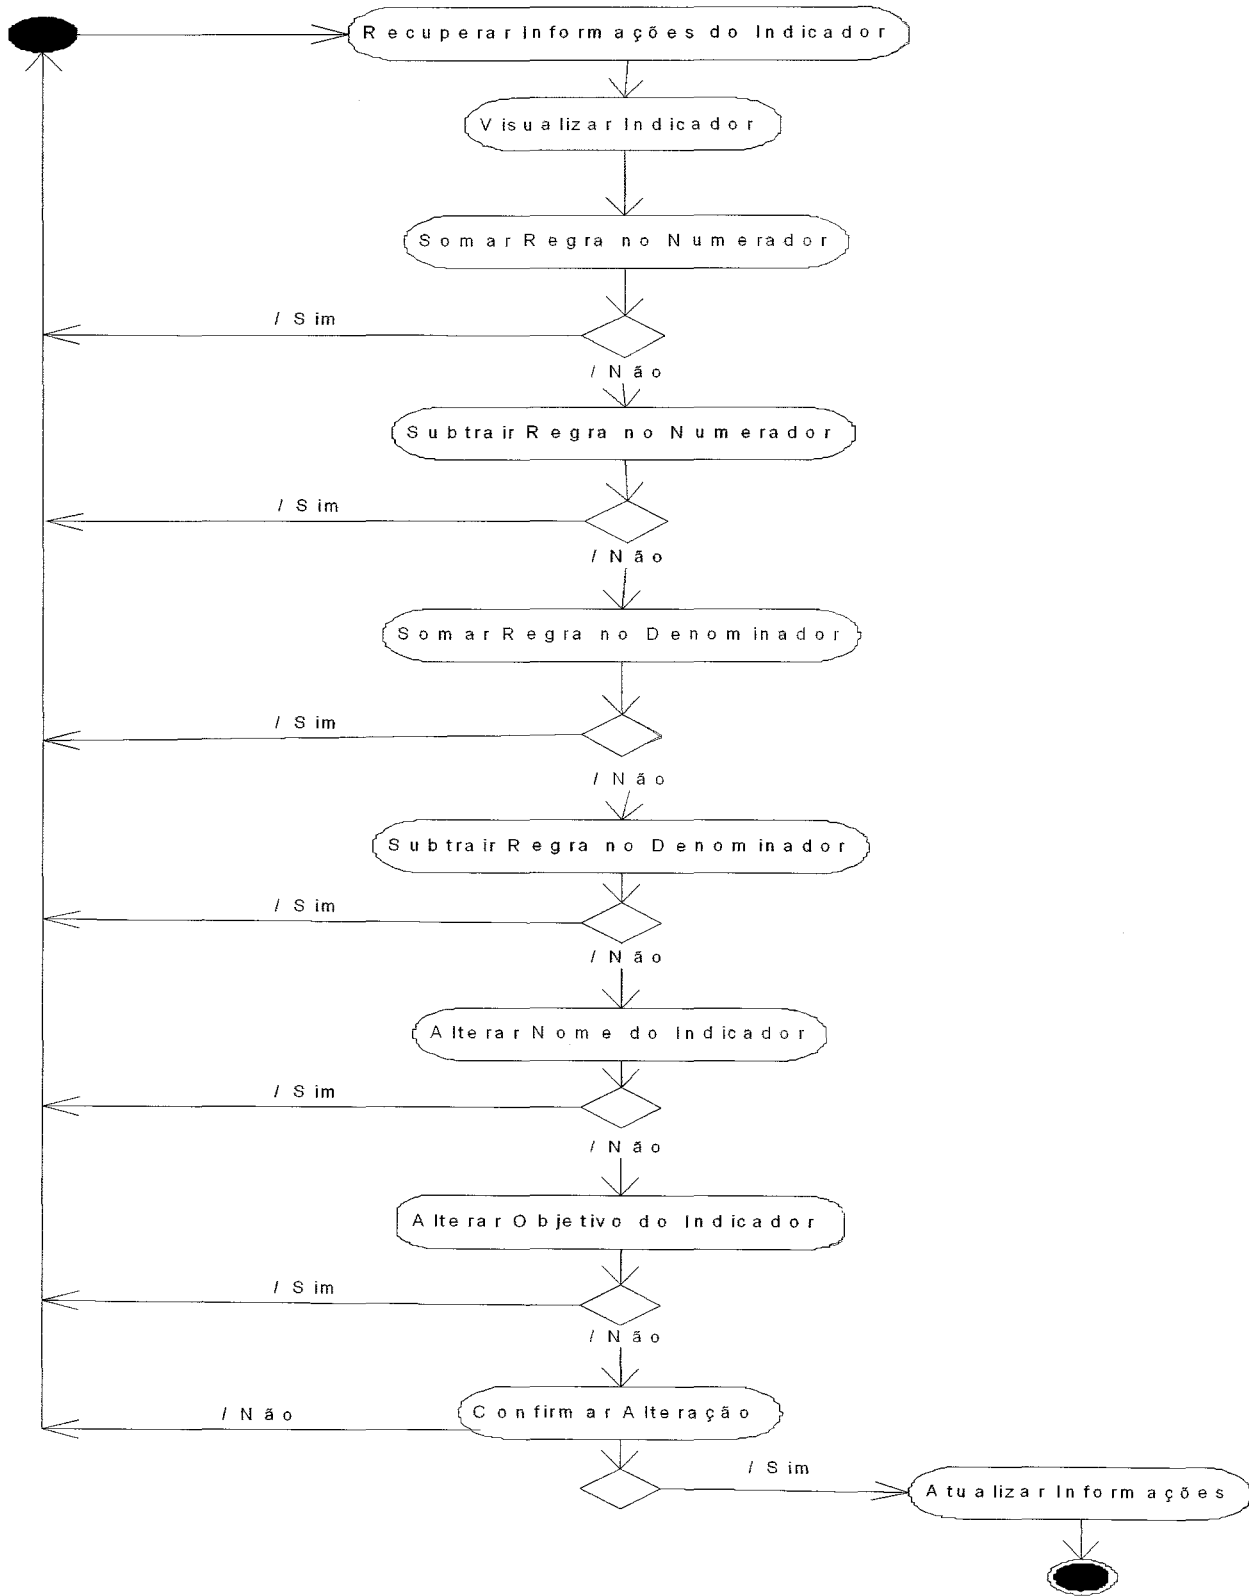 Recuperar Informações do Indicador
Visualizar Indicador
Somar Regra no Numerador
/ Sim
/ Não
Subtrair Regra no Numerador
/ Sim
/ Não
Somar Regra no Denominador
/ Sim
/ Não
Subtrair Regra no Denominador
/ Sim
/ Não
Alterar Nome do Indicador
/ Sim
/ Não
Alterar Objetivo do Indicador
/ Sim
/ Não
Confirmar Alteração
/ Não
/ Sim
Atualizar Informações